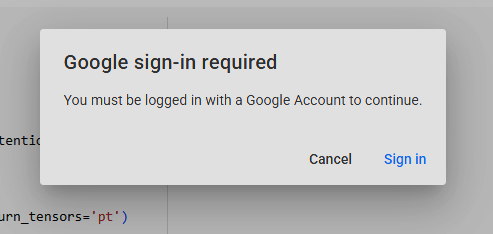 Google sign-in required
You must be logged in with a Google Account to continue.
tentio
Cancel Sign in
urn_tensors='pt')